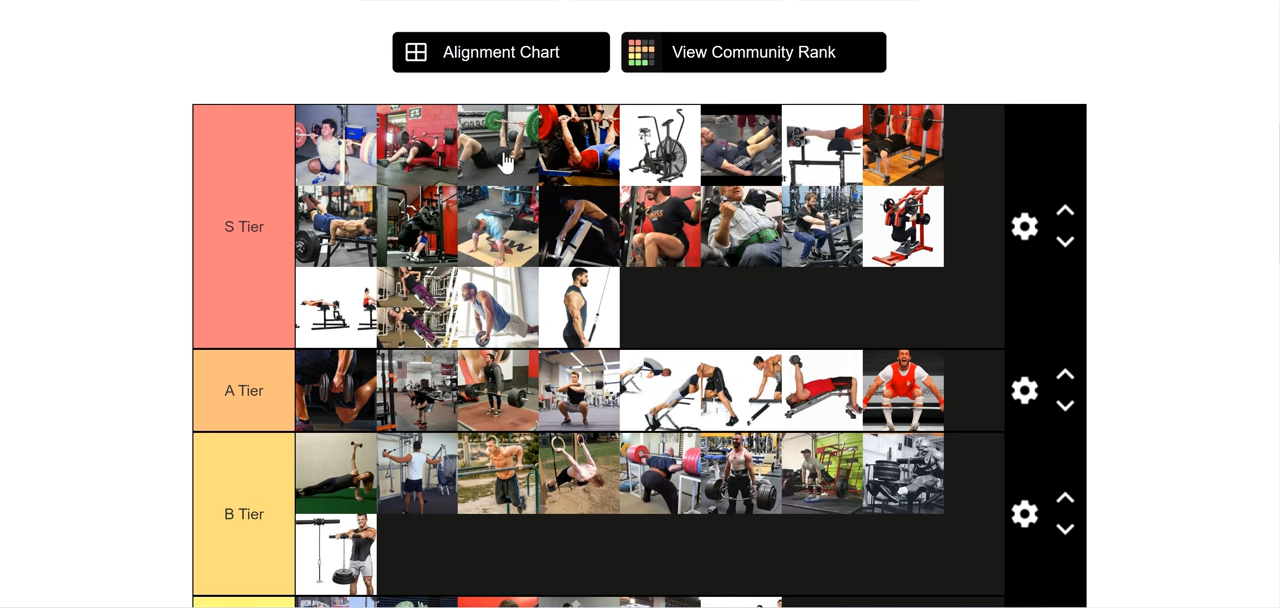 Alignment Chart
View Community Rank
S Tier
A Tier
B Tier